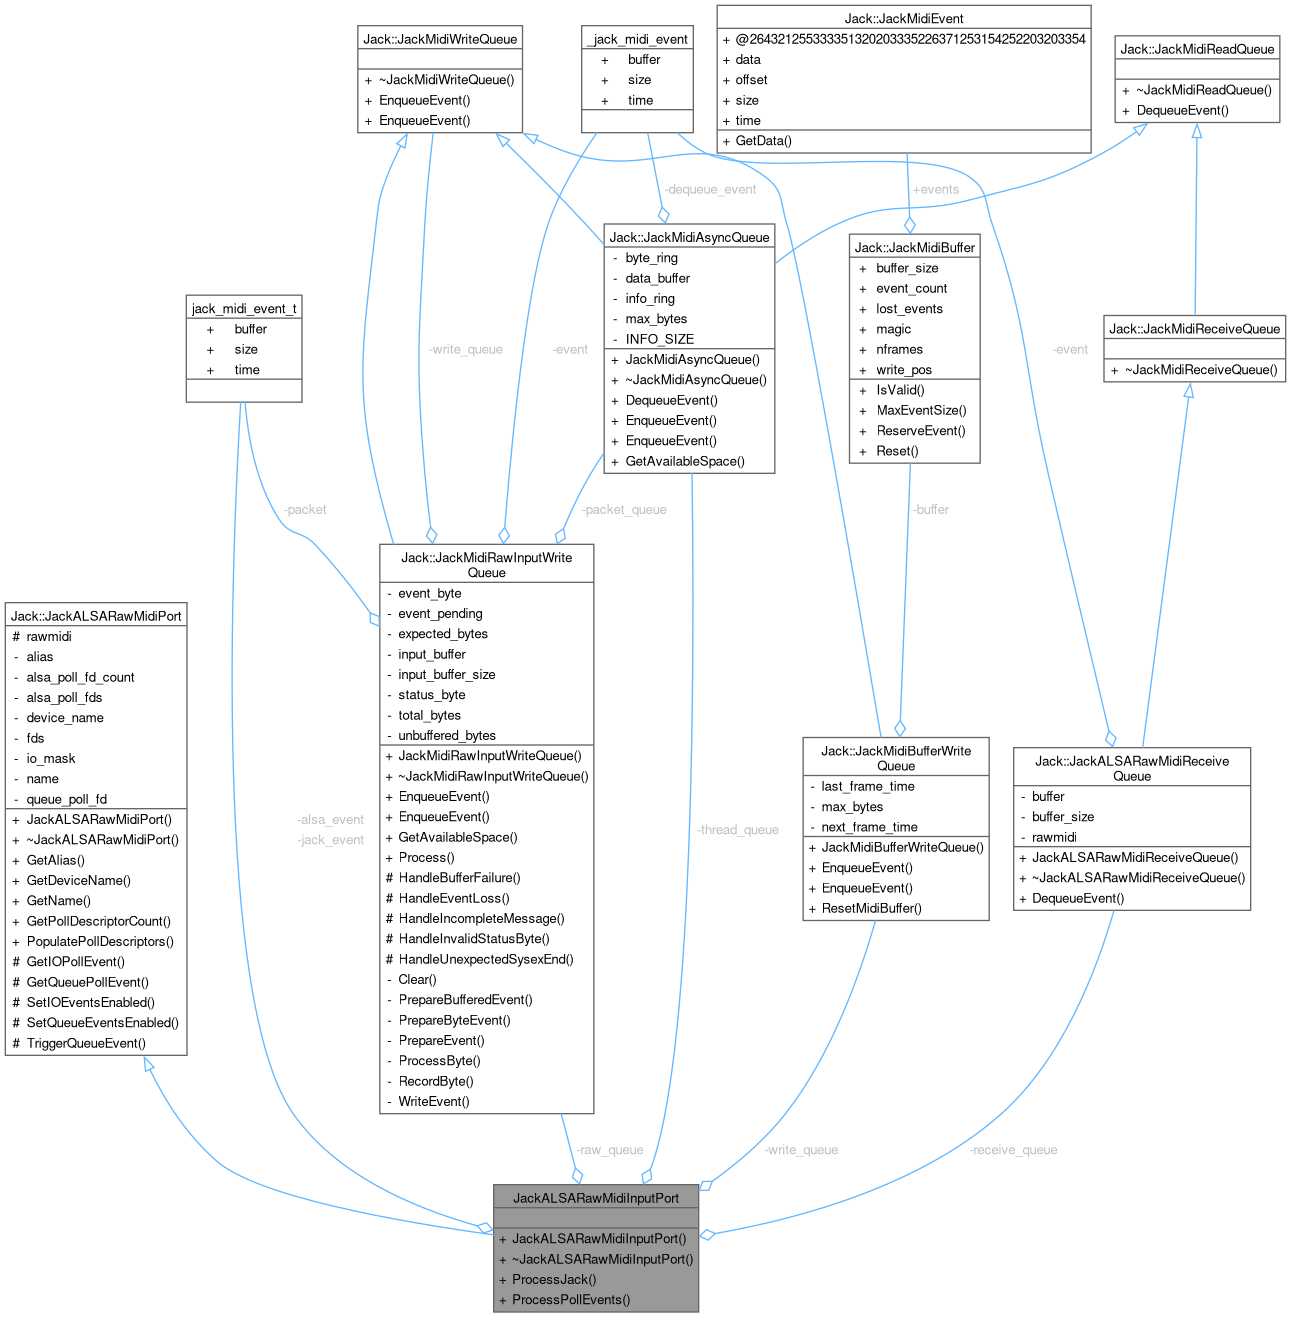 Jack::JackMidiEvent
+ @264321255333351320203335226371253154252203203354
+ data
+ offset
+ size
+ time
+ GetData()
Jack::JackMidiWriteQueue
+ ~JackMidiWriteQueue()
+ EnqueueEvent()
+ EnqueueEvent()
_jack_midi_event
+ buffer
+ size
+ time
Jack::JackMidiReadQueue
+ ~JackMidiReadQueue()
+ DequeueEvent()
-dequeue_event
+events
Jack::JackMidiAsyncQueue
- byte_ring
- data_buffer
- info_ring
- max_bytes
- INFO_SIZE
+ JackMidiAsyncQueue()
+ ~JackMidiAsyncQueue()
+ DequeueEvent()
+ EnqueueEvent()
+ EnqueueEvent()
+ GetAvailableSpace()
Jack::JackMidiBuffer
+ buffer_size
+ event_count
+ lost_events
+ magic
+ nframes
+ write_pos
+ IsValid()
+ MaxEventSize()
+ ReserveEvent()
+ Reset()
jack_midi_event_t
+ buffer
+ size
+ time
Jack::JackMidiReceiveQueue
+ ~JackMidiReceiveQueue()
-write_queue
-event
-event
-packet
-packet_queue
-buffer
Jack::JackMidiRawInputWrite
Queue
- event_byte
- event_pending
- expected_bytes
- input_buffer
- input_buffer_size
- status_byte
- total_bytes
- unbuffered_bytes
+ JackMidiRawInputWriteQueue()
+ ~JackMidiRawInputWriteQueue()
+ EnqueueEvent()
+ EnqueueEvent()
+ GetAvailableSpace()
+ Process()
# HandleBufferFailure()
# HandleEventLoss()
# HandleIncompleteMessage()
# HandleInvalidStatusByte()
# HandleUnexpectedSysexEnd()
- Clear()
- PrepareBufferedEvent()
- PrepareByteEvent()
- PrepareEvent()
- ProcessByte()
- RecordByte()
- WriteEvent()
Jack::JackALSARawMidiPort
# rawmidi
- alias
- alsa_poll_fd_count
- alsa_poll_fds
- device_name
- fds
- io_mask
- name
- queue_poll_fd
+ JackALSARawMidiPort()
+ ~JackALSARawMidiPort()
+ GetAlias()
+ GetDeviceName()
+ GetName()
+ GetPollDescriptorCount()
+ PopulatePollDescriptors()
# GetIOPollEvent()
# GetQueuePollEvent()
# SetIOEventsEnabled()
# SetQueueEventsEnabled()
# TriggerQueueEvent()
Jack::JackMidiBufferWrite
Queue
- last_frame_time
- max_bytes
- next_frame_time
+ JackMidiBufferWriteQueue()
+ EnqueueEvent()
+ EnqueueEvent()
+ ResetMidiBuffer()
Jack::JackALSARawMidiReceive
Queue
- buffer
- buffer_size
- rawmidi
+ JackALSARawMidiReceiveQueue()
+ ~JackALSARawMidiReceiveQueue()
+ DequeueEvent()
-alsa_event
-jack_event
-thread_queue
-raw_queue
-write_queue
-receive_queue
JackALSARawMidiInputPort
+ JackALSARawMidiInputPort()
+ ~JackALSARawMidiInputPort()
+ ProcessJack()
+ ProcessPollEvents()